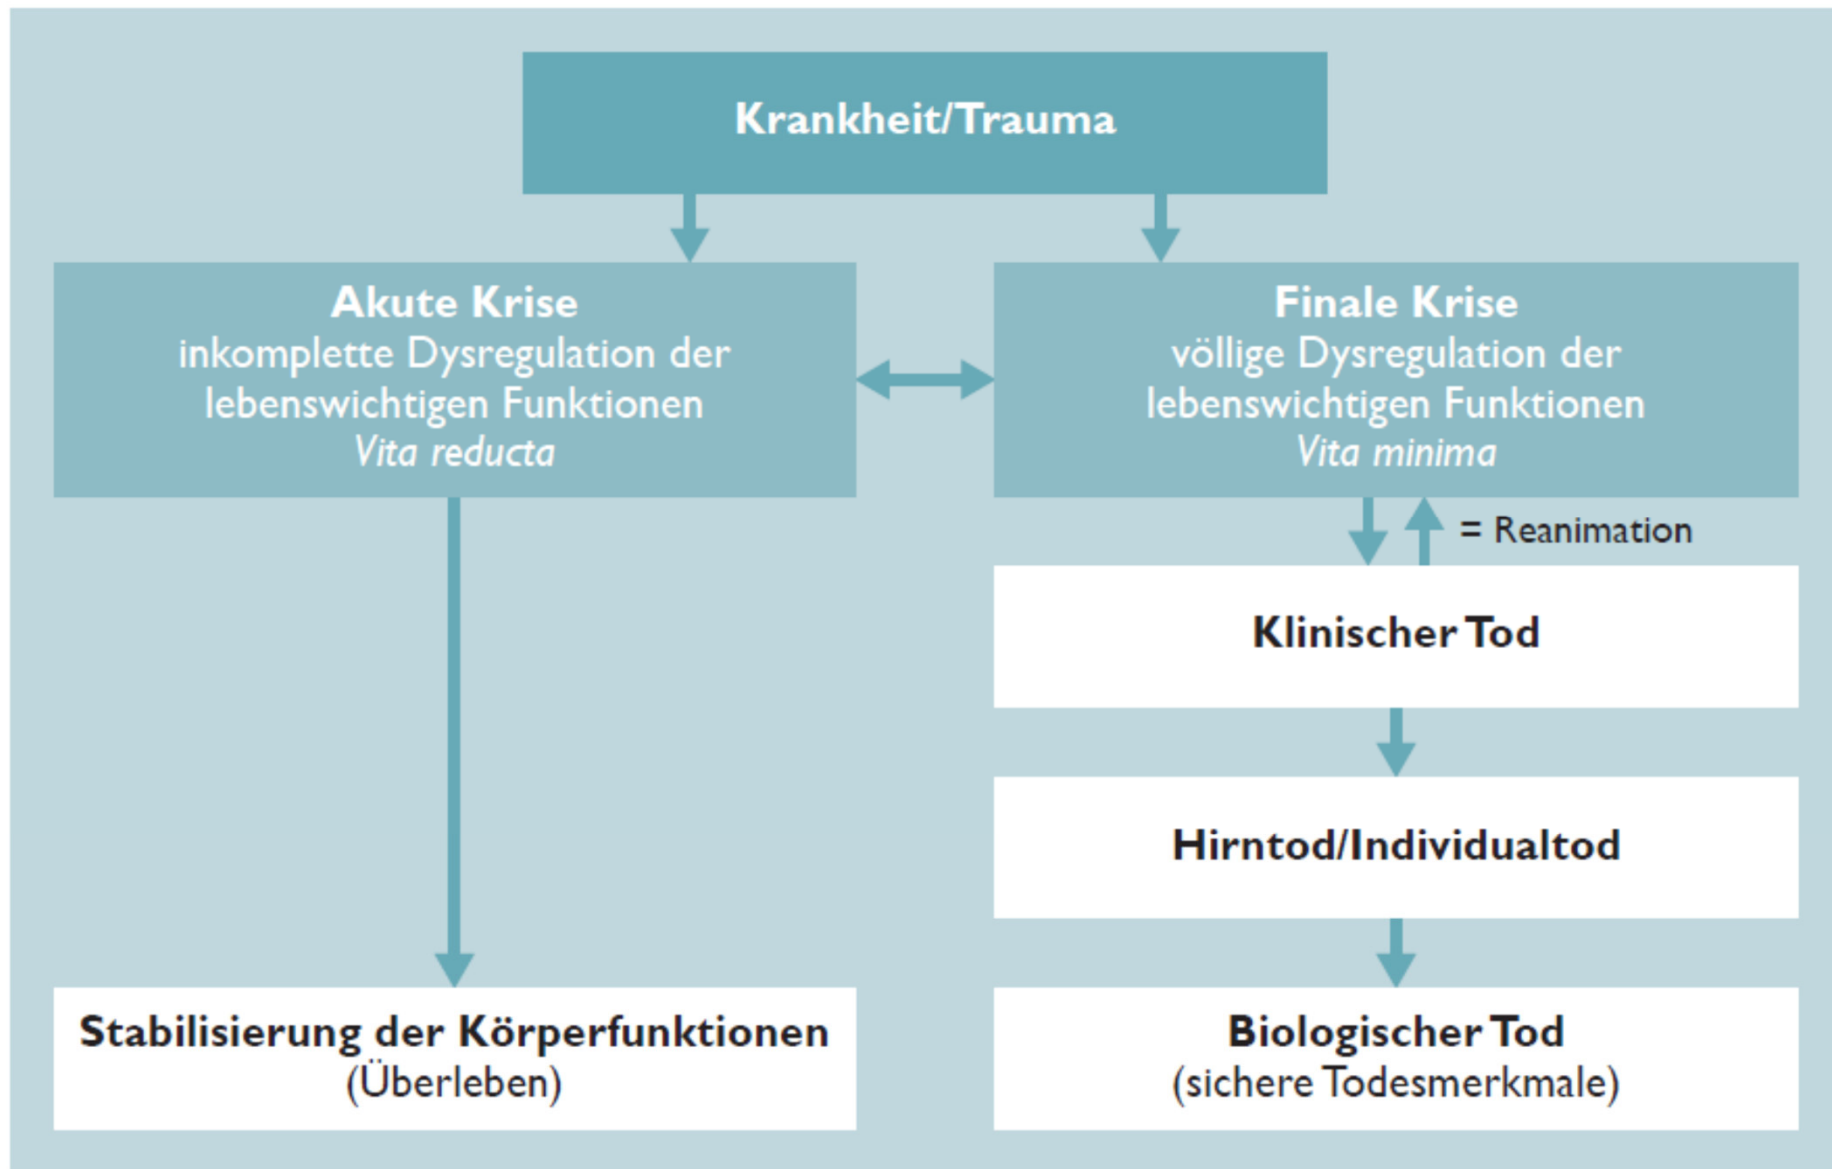 Krankheit/Trauma
Akute Krise
inkomplette Dysregulation der
lebenswichtigen Funktionen
Vita reducta
Finale Krise
völlige Dysregulation der
lebenswichtigen Funktionen
Vita minima
= Reanimation
Klinischer Tod
Hirntod/Individualtod
Stabilisierung der Körperfunktionen
(Überleben)
Biologischer Tod
(sichere Todesmerkmale)